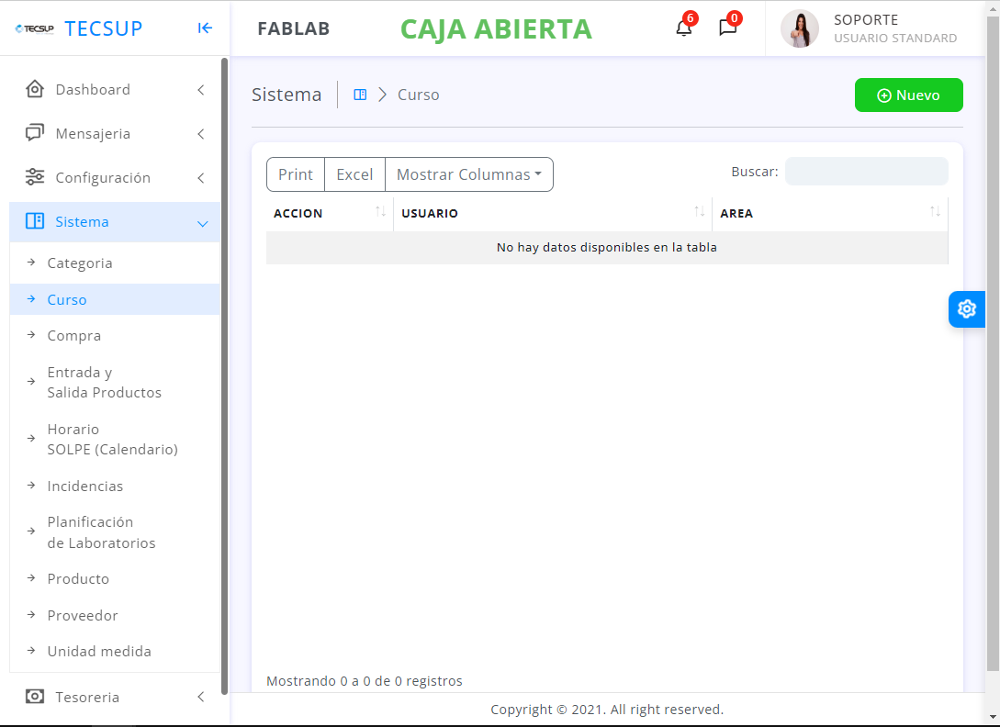 TECSUP TECSUP
FABLAB
CAJA ABIERTA
6
0
SOPORTE
USUARIO STANDARD
Dashboard
Mensajeria
Configuración
Sistema
Categoria
Curso
Compra
Entrada y
Salida Productos
Horario
SOLPE (Calendario)
Incidencias
Planificación
de Laboratorios
Producto
Proveedor
Unidad medida
Tesoreria
Sistema
Curso
Nuevo
Print Excel Mostrar Columnas
Buscar:
ACCION USUARIO AREA
No hay datos disponibles en la tabla
Mostrando 0 a 0 de 0 registros
Copyright © 2021. All right reserved.